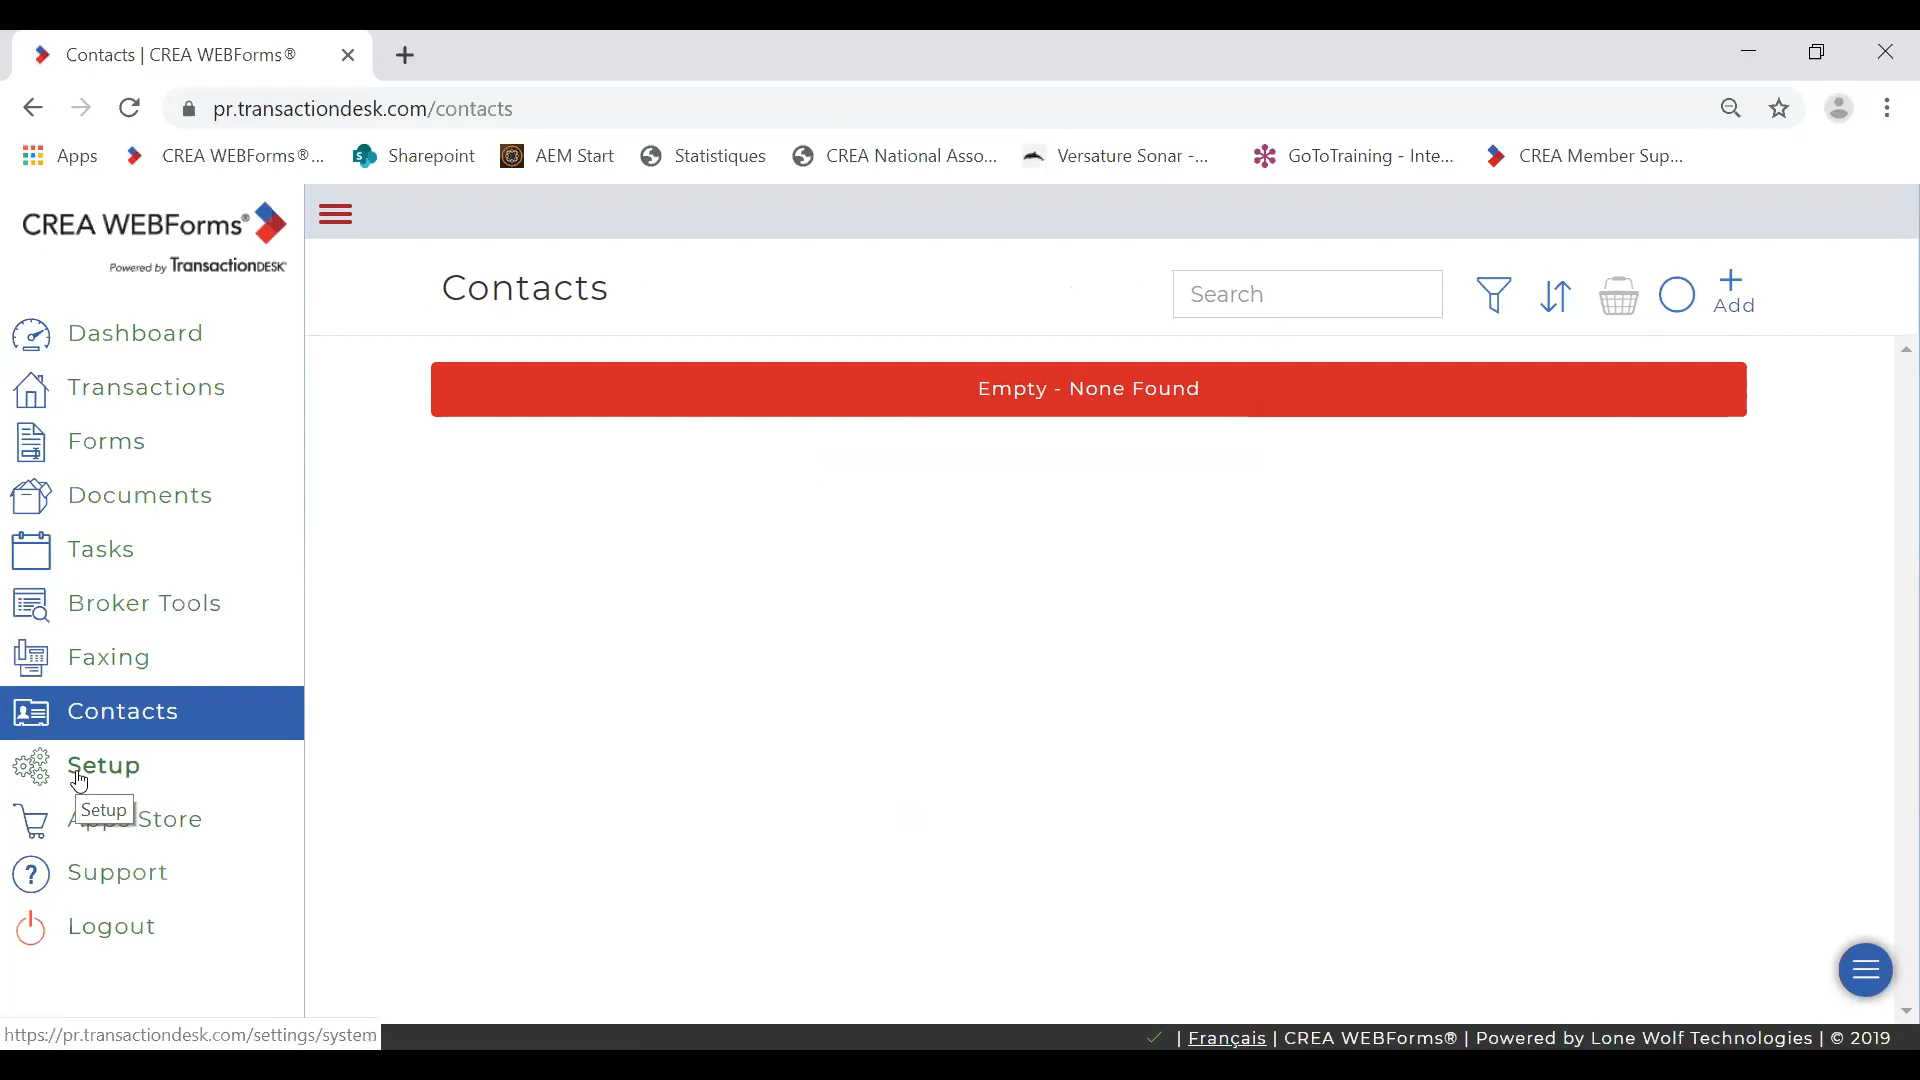 Contacts | CREA WEBForms®
pr.transactiondesk.com/contacts
Apps CREA WEBForms®... Sharepoint AEM Start Statistiques CREA National Asso... Versature Sonar -... GoToTraining - Inte... CREA Member Sup...
CREA WEBForms®
Powered by TransactionDESK®
Contacts
Search
Add
Empty - None Found
Dashboard
Transactions
Forms
Documents
Tasks
Broker Tools
Faxing
Contacts
Setup
Setup
Store
Support
Logout
https://pr.transactiondesk.com/settings/system
| Français | CREA WEBForms® | Powered by Lone Wolf Technologies | © 2019